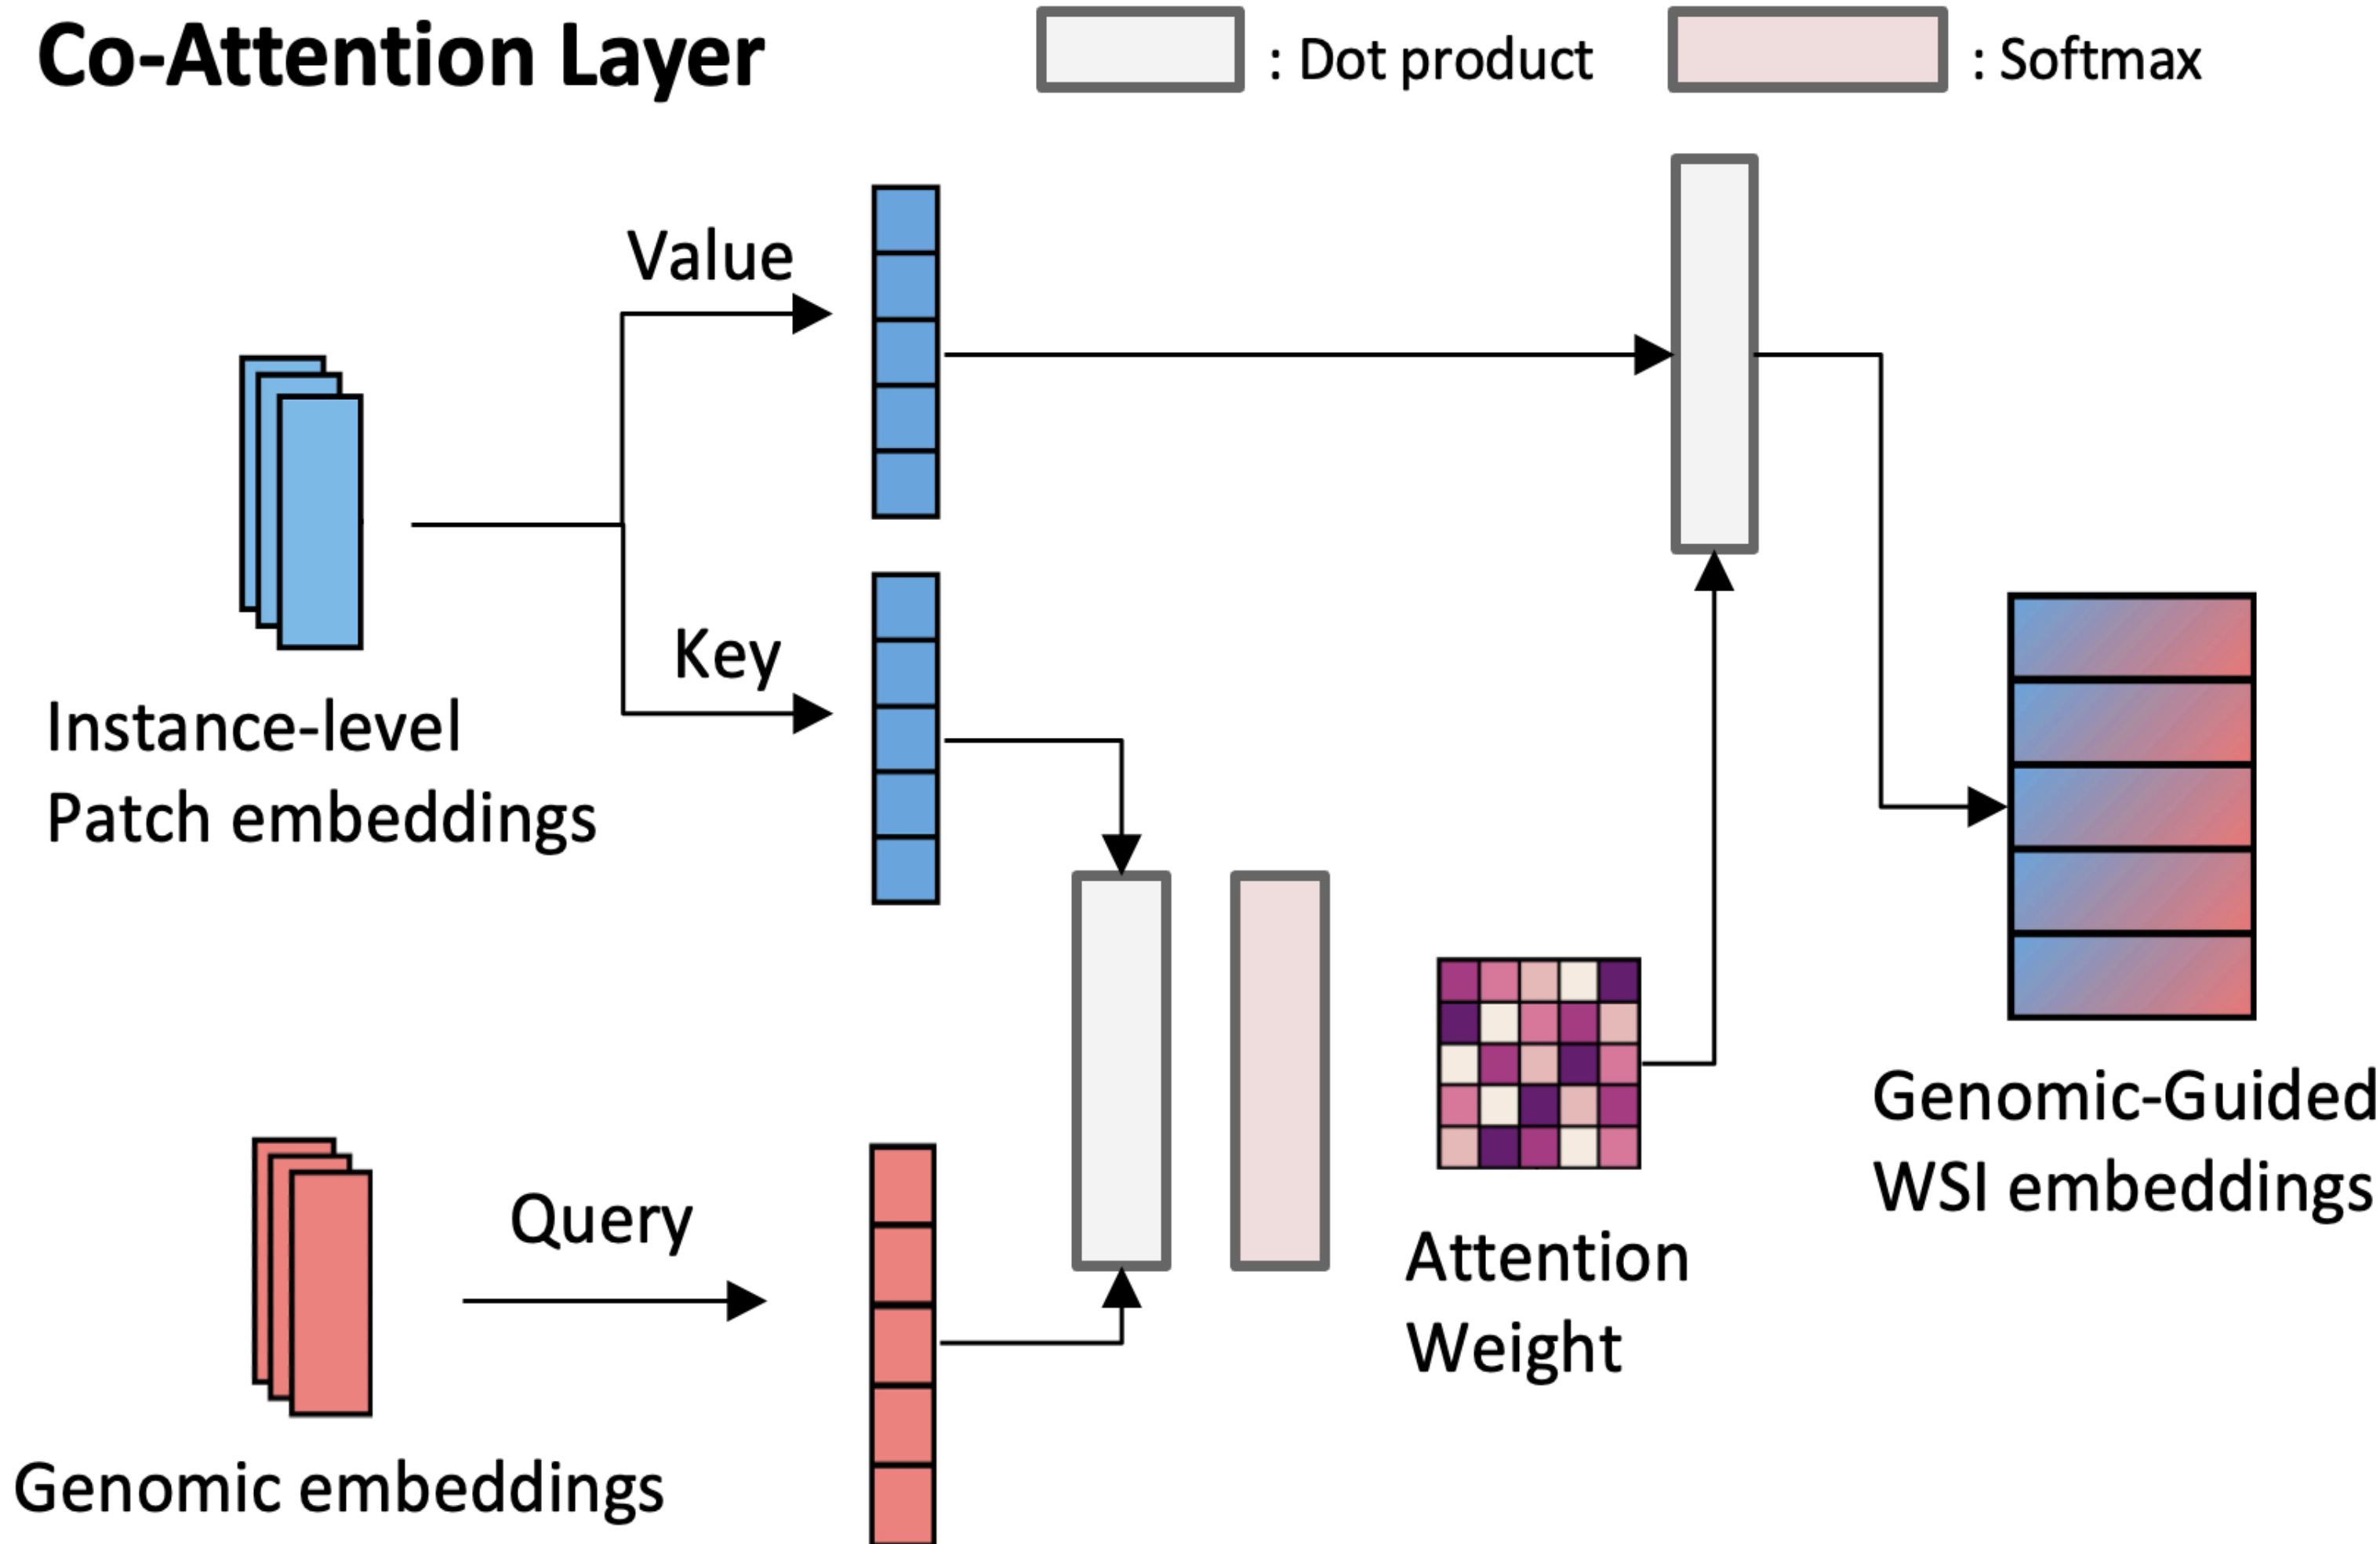 Co-Attention Layer
: Dot product
: Softmax
Value
Key
Instance-level
Patch embeddings
Query
Genomic embeddings
Attention
Weight
Genomic-Guided
WSI embeddings